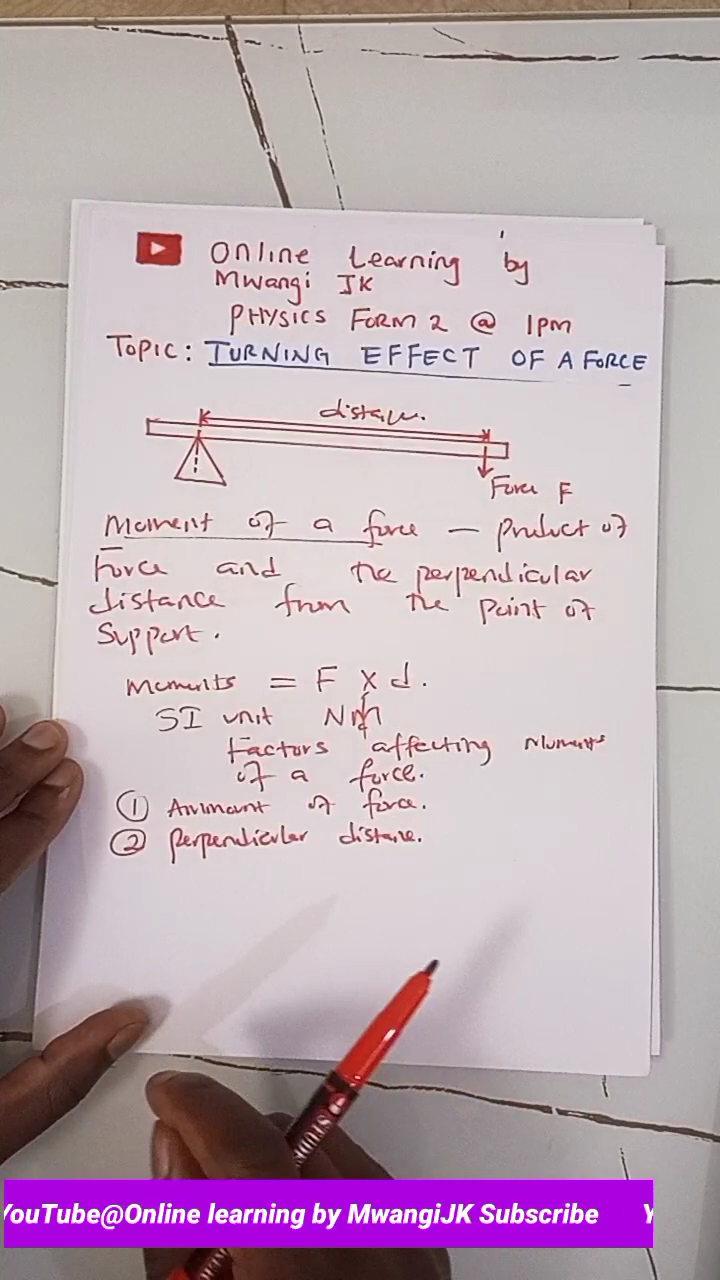 Online Learning by
Mwangi JK
PHYSICS FORM 2 @ 1pm
TOPIC: TURNING EFFECT OF A FORCE
distance.
Force F
Moment of a force – product of
Force and the perpendicular
distance from the point of
support.
Moments = F x d.
SI unit Nm
Factors affecting Moments
of a force.
① Ammount of force.
② Perpendicular distance.
YouTube@Online learning by MwangiJK Subscribe